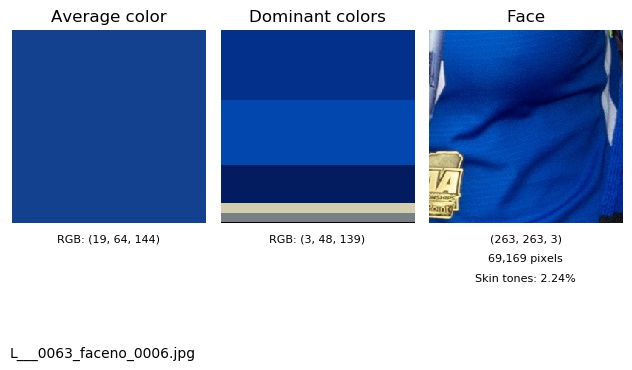 Average color
Dominant colors
Face
RGB: (19, 64, 144)
RGB: (3, 48, 139)
(263, 263, 3)
69,169 pixels
Skin tones: 2.24%
L___0063_faceno_0006.jpg